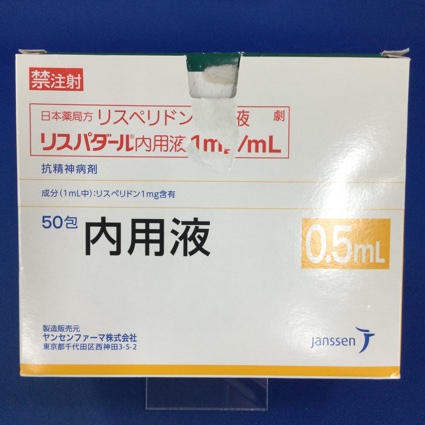 禁注射
日本薬局方 リスペリドン 液 劇
リスパダール®内用液1mg/mL
抗精神病剤
成分(1mL中):リスペリドン1mg含有
50包 内用液 0.5mL
製造販売元
ヤンセンファーマ株式会社
東京都千代田区西神田3-5-2
janssen